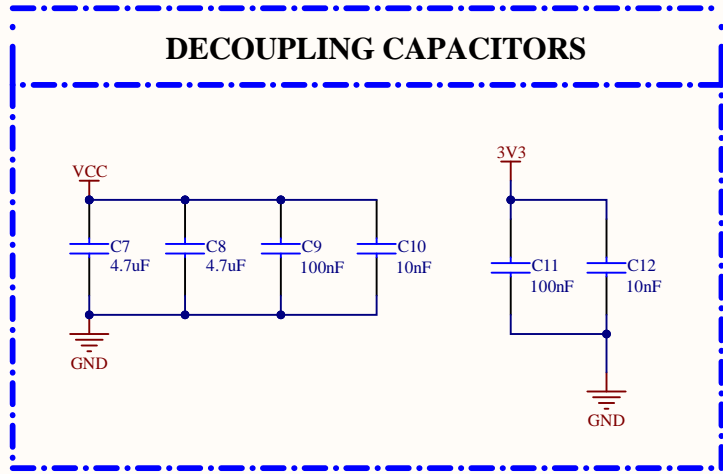 DECOUPLING CAPACITORS
VCC
C7
4.7uF
C8
4.7uF
C9
100nF
C10
10nF
GND
3V3
C11
100nF
C12
10nF
GND